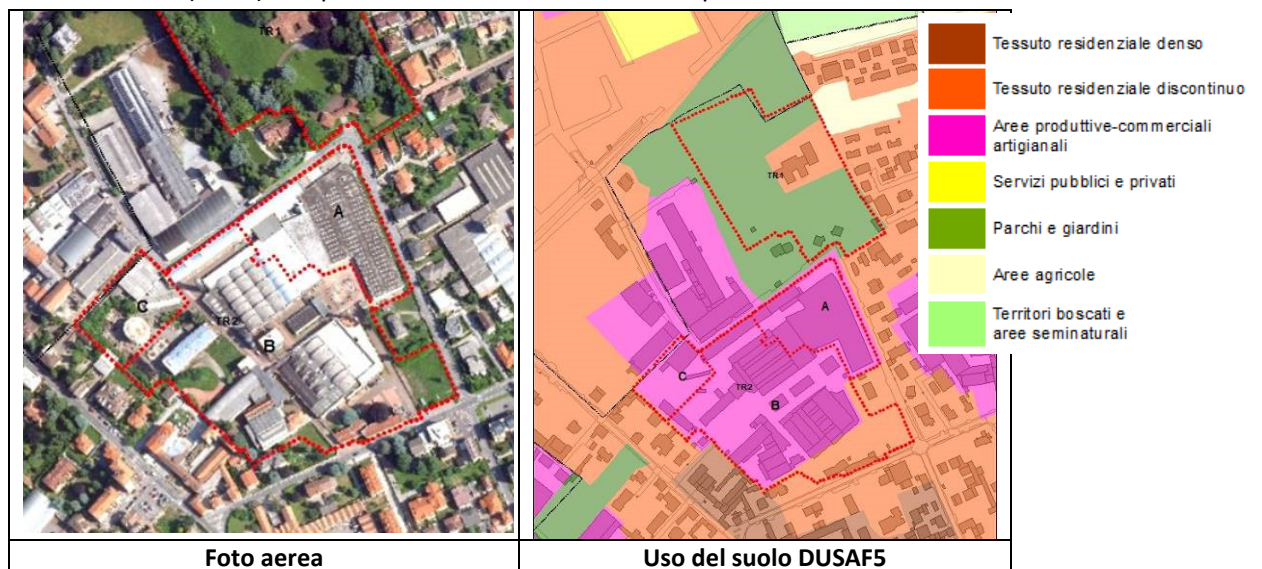 TR1
A
C
TR2
B
TR1
A
C
TR2
B
Tessuto residenziale denso
Tessuto residenziale discontinuo
Aree produttive-commerciali
artigianali
Servizi pubblici e privati
Parchi e giardini
Aree agricole
Territori boscati e
aree seminaturali
Foto aerea
Uso del suolo DUSAF5